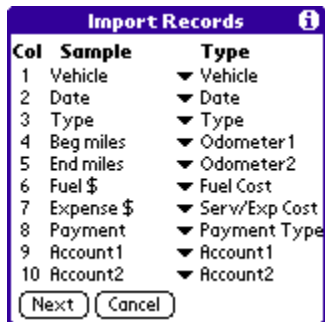 Import Records i
Col Sample Type
1 Vehicle Vehicle
2 Date Date
3 Type Type
4 Beg miles Odometer1
5 End miles Odometer2
6 Fuel $ Fuel Cost
7 Expense $ Serv/Exp Cost
8 Payment Payment Type
9 Account1 Account1
10 Account2 Account2
Next Cancel